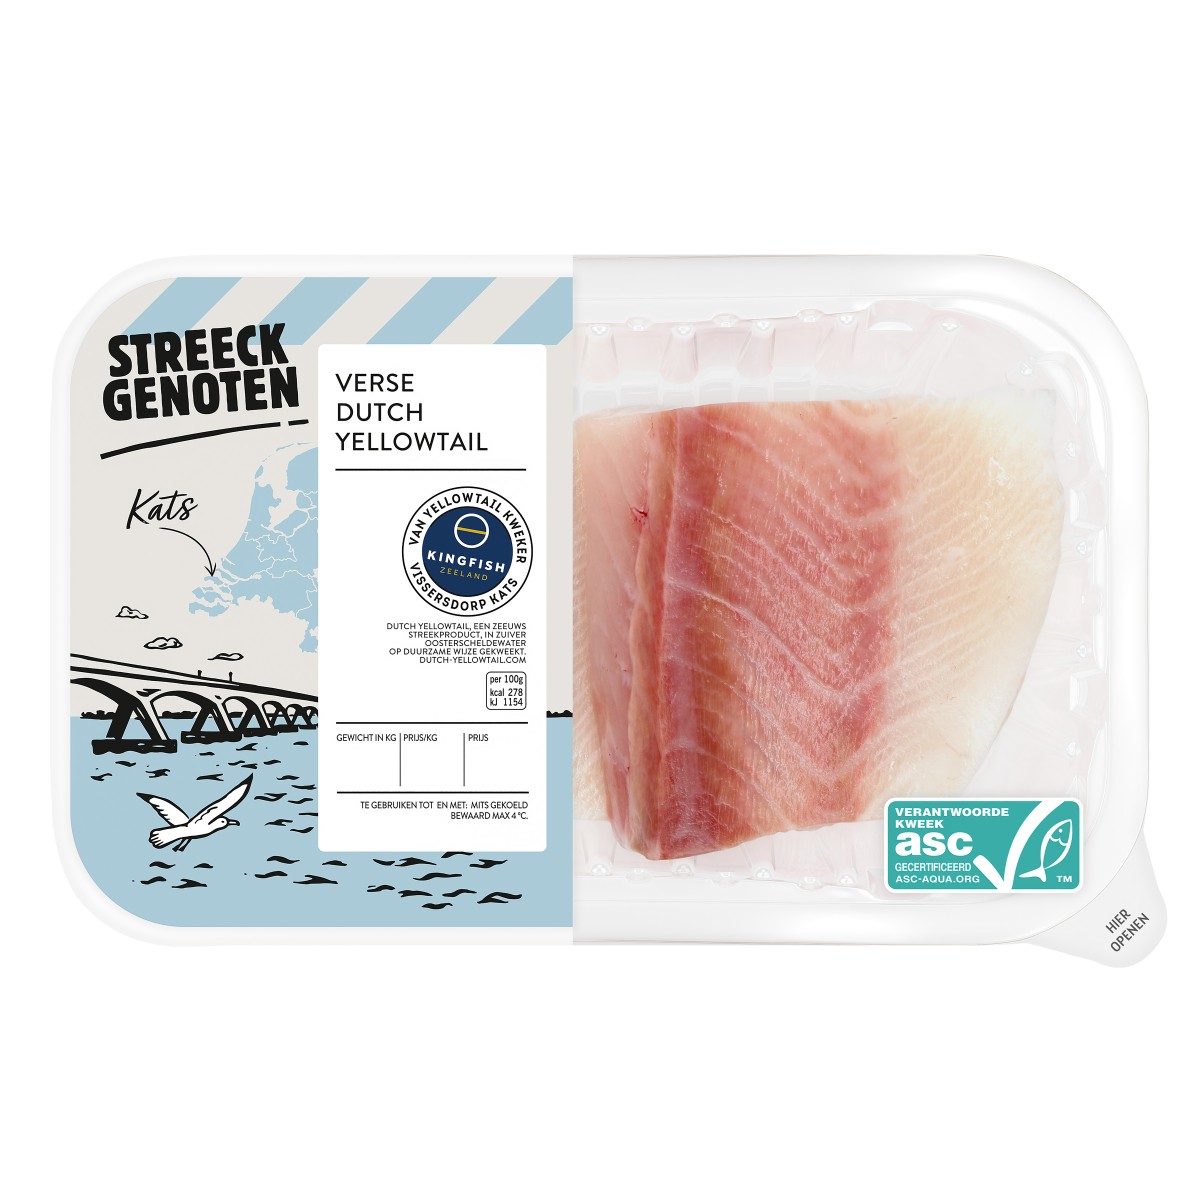 STREECK
GENOTEN
Kats
VERSE
DUTCH
YELLOWTAIL
VAN YELLOWTAIL KWEKER
KINGFISH
ZEELAND
VISSERSDORP KATS
DUTCH YELLOWTAIL, EEN ZEEUWS
STREEKPRODUCT, IN ZUIVER
OOSTERSCHELDEWATER
OP DUURZAME WIJZE GEKWEEKT.
DUTCH-YELLOWTAIL.COM
per 100g
kcal 278
kJ 1154
GEWICHT IN KG PRIJS/KG PRIJS
TE GEBRUIKEN TOT EN MET: MITS GEKOELD
BEWAARD MAX 4 °C.
VERANTWOORDE
KWEEK
asc
GECERTIFICEERD
ASC-AQUA.ORG
TM
HIER
OPENEN